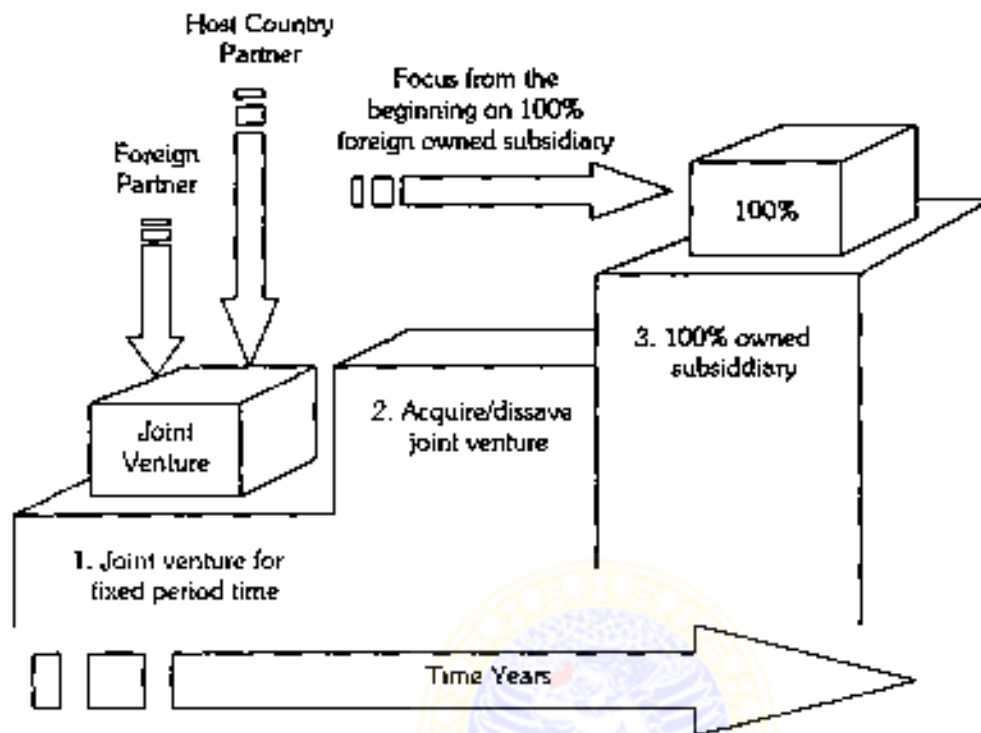 Host Country
Partner
Focus from the
beginning on 100%
foreign owned subsidiary
Foreign
Partner
100%
3. 100% owned
subsiddiary
2. Acquire/dissave
joint venture
Joint
Venture
1. Joint venture for
fixed period time
Time Years